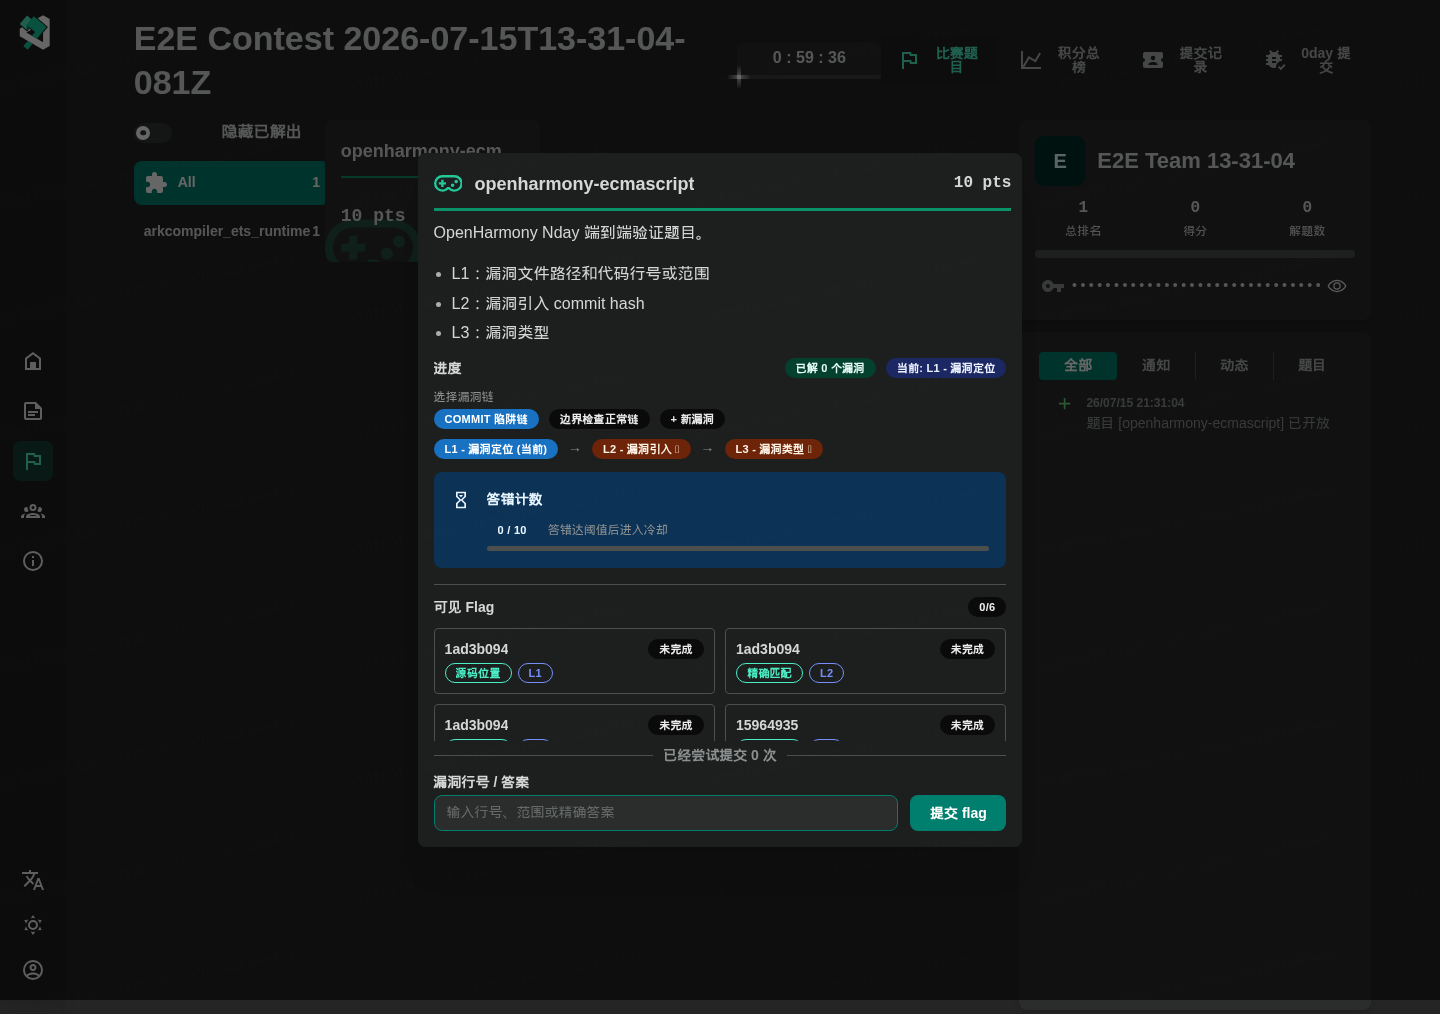 E2E Contest 2026-07-15T13-31-04-
081Z
0 : 59 : 36
比赛题
目
积分总
榜
提交记
录
0day 提
交
隐藏已解出
All 1
arkcompiler_ets_runtime 1
openharmony-ecm
10 pts
openharmony-ecmascript 10 pts
OpenHarmony Nday 端到端验证题目。
• L1：漏洞文件路径和代码行号或范围
• L2：漏洞引入 commit hash
• L3：漏洞类型
进度 已解 0 个漏洞 当前: L1 - 漏洞定位
选择漏洞链
COMMIT 陷阱链 边界检查正常链 + 新漏洞
L1 - 漏洞定位 (当前) → L2 - 漏洞引入 → L3 - 漏洞类型
答错计数
0 / 10 答错达阈值后进入冷却
可见 Flag 0/6
1ad3b094 未完成
源码位置 L1
1ad3b094 未完成
精确匹配 L2
1ad3b094 未完成
15964935 未完成
已经尝试提交 0 次
漏洞行号 / 答案
输入行号、范围或精确答案
提交 flag
E
E2E Team 13-31-04
1 0 0
总排名 得分 解题数
••••••••••••••••••••••••••••••
全部 通知 动态 题目
26/07/15 21:31:04
题目 [openharmony-ecmascript] 已开放